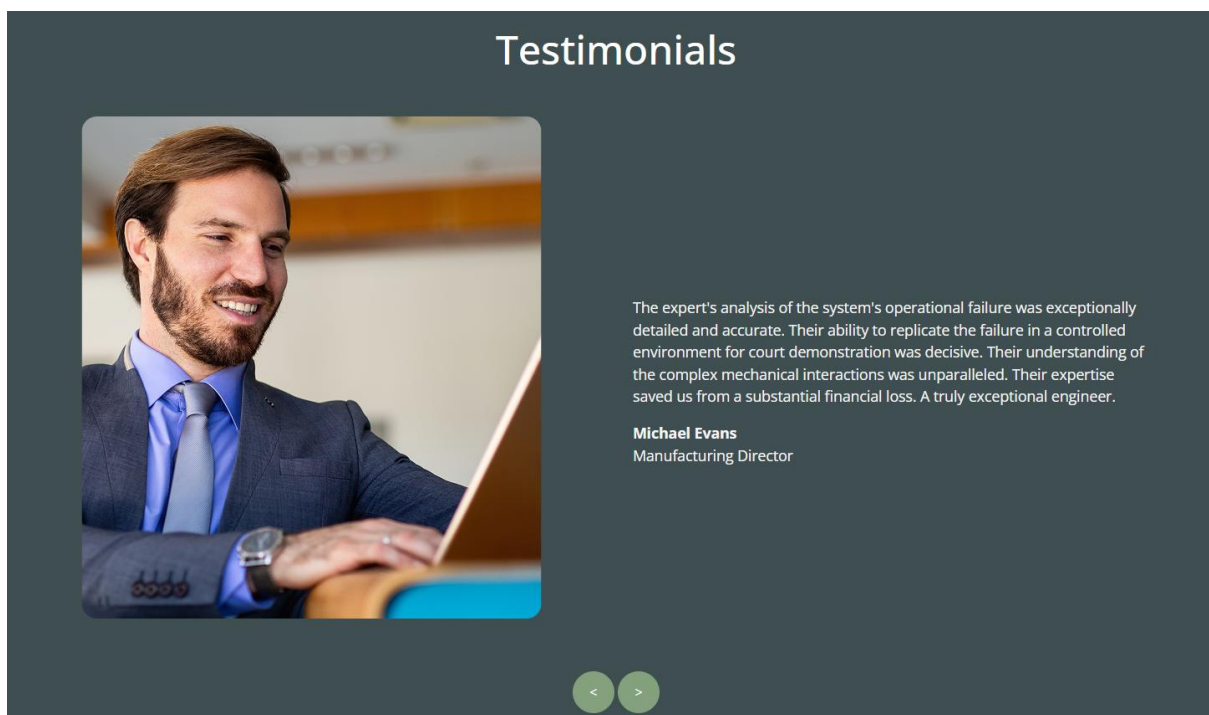 Testimonials
The expert's analysis of the system's operational failure was exceptionally
detailed and accurate. Their ability to replicate the failure in a controlled
environment for court demonstration was decisive. Their understanding of
the complex mechanical interactions was unparalleled. Their expertise
saved us from a substantial financial loss. A truly exceptional engineer.
Michael Evans
Manufacturing Director
< >